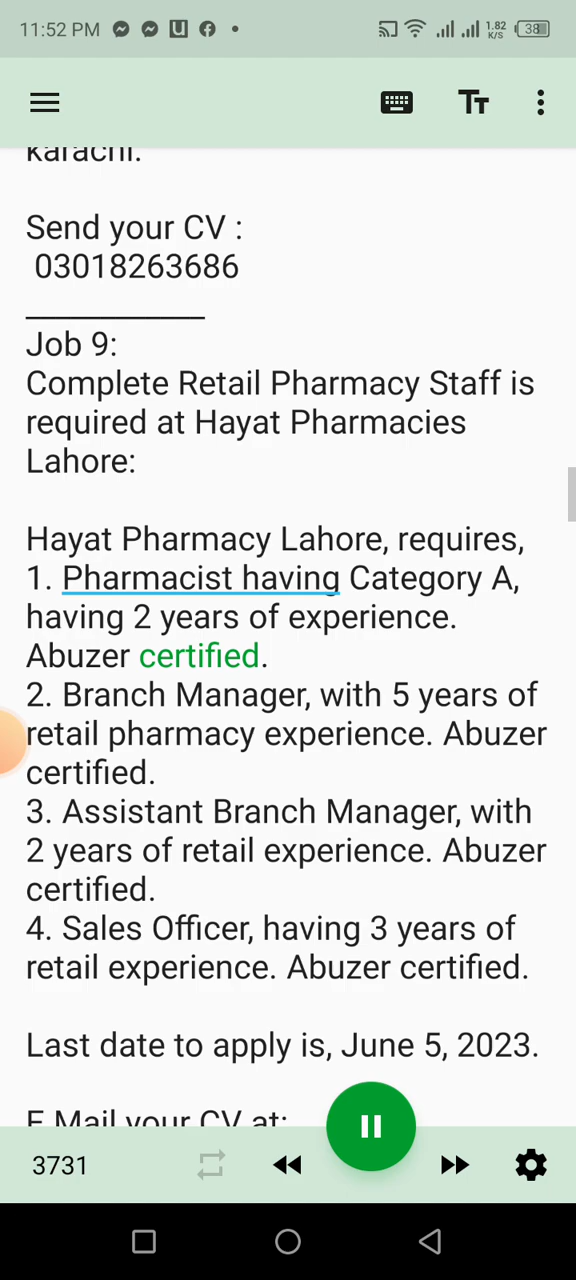 11:52 PM
1.82
K/S
38
Tт
karachi.
Send your CV :
03018263686
Job 9:
Complete Retail Pharmacy Staff is
required at Hayat Pharmacies
Lahore:
Hayat Pharmacy Lahore, requires,
1. Pharmacist having Category A,
having 2 years of experience.
Abuzer certified.
2. Branch Manager, with 5 years of
retail pharmacy experience. Abuzer
certified.
3. Assistant Branch Manager, with
2 years of retail experience. Abuzer
certified.
4. Sales Officer, having 3 years of
retail experience. Abuzer certified.
Last date to apply is, June 5, 2023.
E Mail your CV at:
3731